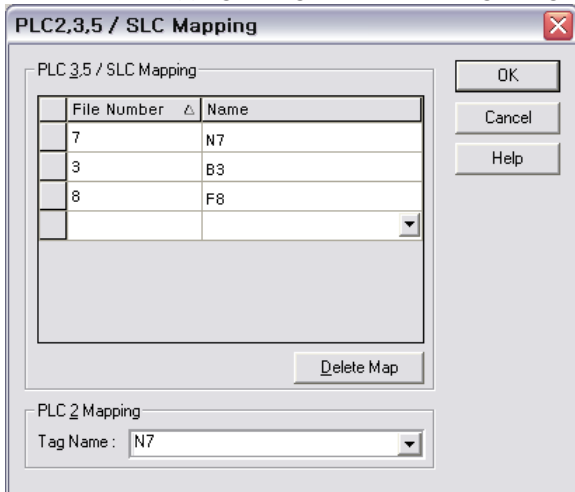 PLC2,3,5 / SLC Mapping
PLC 3,5 / SLC Mapping
OK
File Number Name
Cancel
7 N7
Help
3 B3
8 F8
Delete Map
PLC 2 Mapping
Tag Name : N7